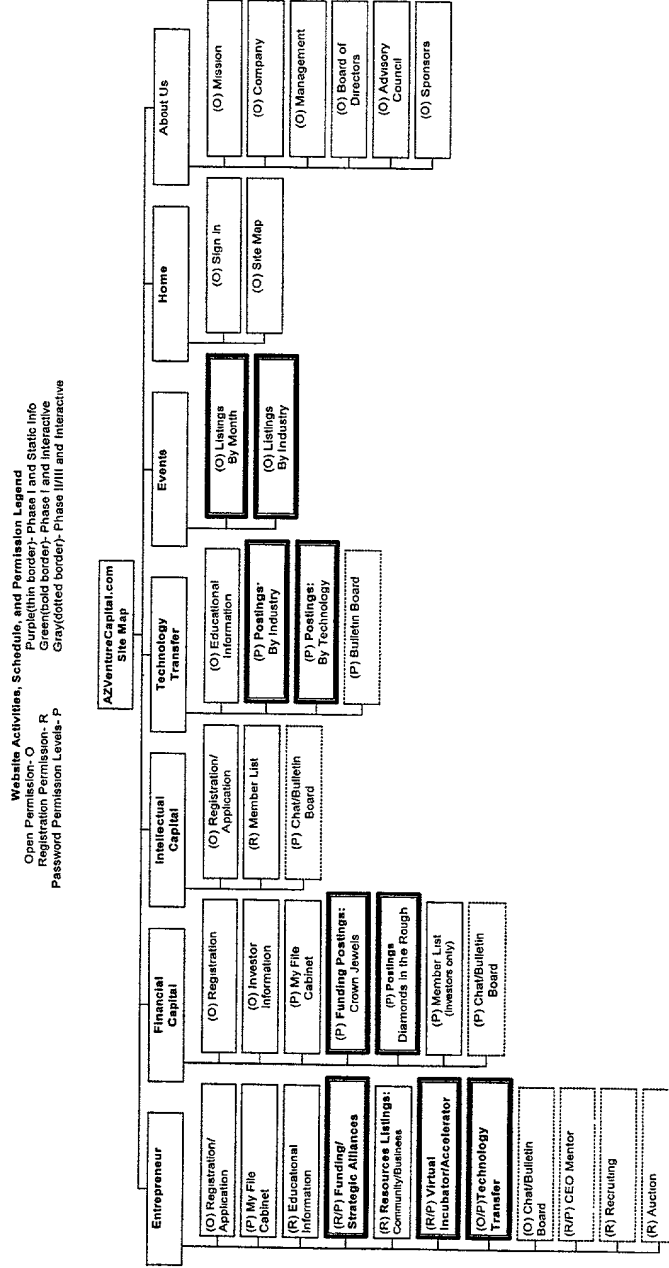 Website Activities, Schedule, and Permission Legend
Open Permission- O
Registration Permission- R
Password Permission Levels- P
Purple(thin border)- Phase I and Static Info
Green(bold border)- Phase I and Interactive
Gray(dotted border)- Phase II/III and Interactive
AZVentureCapital.com
Site Map
Entrepreneur
(O) Registration/
Application
(P) My File
Cabinet
(R) Educational
Information
(R/P) Funding/
Strategic Alliances
(R) Resources Listings:
Community/Business
(R/P) Virtual
Incubator/Accelerator
(O/P)Technology
Transfer
(O) Chat/Bulletin
Board
(R/P) CEO Mentor
(R) Recruiting
(R) Auction
Financial
Capital
(O) Registration
(O) Investor
Information
(P) My File
Cabinet
(P) Funding Postings:
Crown Jewels
(P) Postings
Diamonds in the Rough
(P) Member List
(Investors only)
(P) Chat/Bulletin
Board
Intellectual
Capital
(O) Registration/
Application
(R) Member List
(P) Chat/Bulletin
Board
Technology
Transfer
(O) Educational
Information
(P) Postings:
By Industry
(P) Postings:
By Technology
(P) Bulletin Board
Events
(O) Listings
By Month
(O) Listings
By Industry
Home
(O) Sign In
(O) Site Map
About Us
(O) Mission
(O) Company
(O) Management
(O) Board of
Directors
(O) Advisory
Council
(O) Sponsors